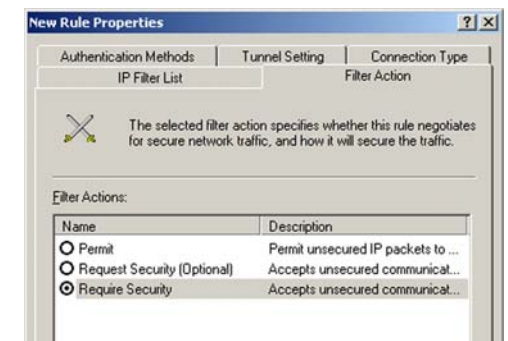 New Rule Properties
Authentication Methods Tunnel Setting Connection Type
IP Filter List Filter Action
The selected filter action specifies whether this rule negotiates
for secure network traffic, and how it will secure the traffic.
Filter Actions:
Name Description
Permit Permit unsecured IP packets to ...
Request Security (Optional) Accepts unsecured communicat...
Require Security Accepts unsecured communicat...